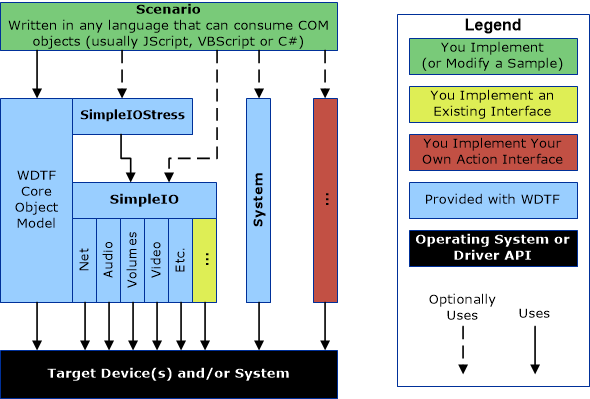 Scenario
Written in any language that can consume COM
objects (usually JScript, VBScript or C#)
SimpleIOStress
WDTF
Core
Object
Model
SimpleIO
Net
Audio
Volumes
Video
Etc.
...
System
...
Target Device(s) and/or System
Legend
You Implement
(or Modify a Sample)
You Implement an
Existing Interface
You Implement Your
Own Action Interface
Provided with WDTF
Operating System or
Driver API
Optionally
Uses
Uses